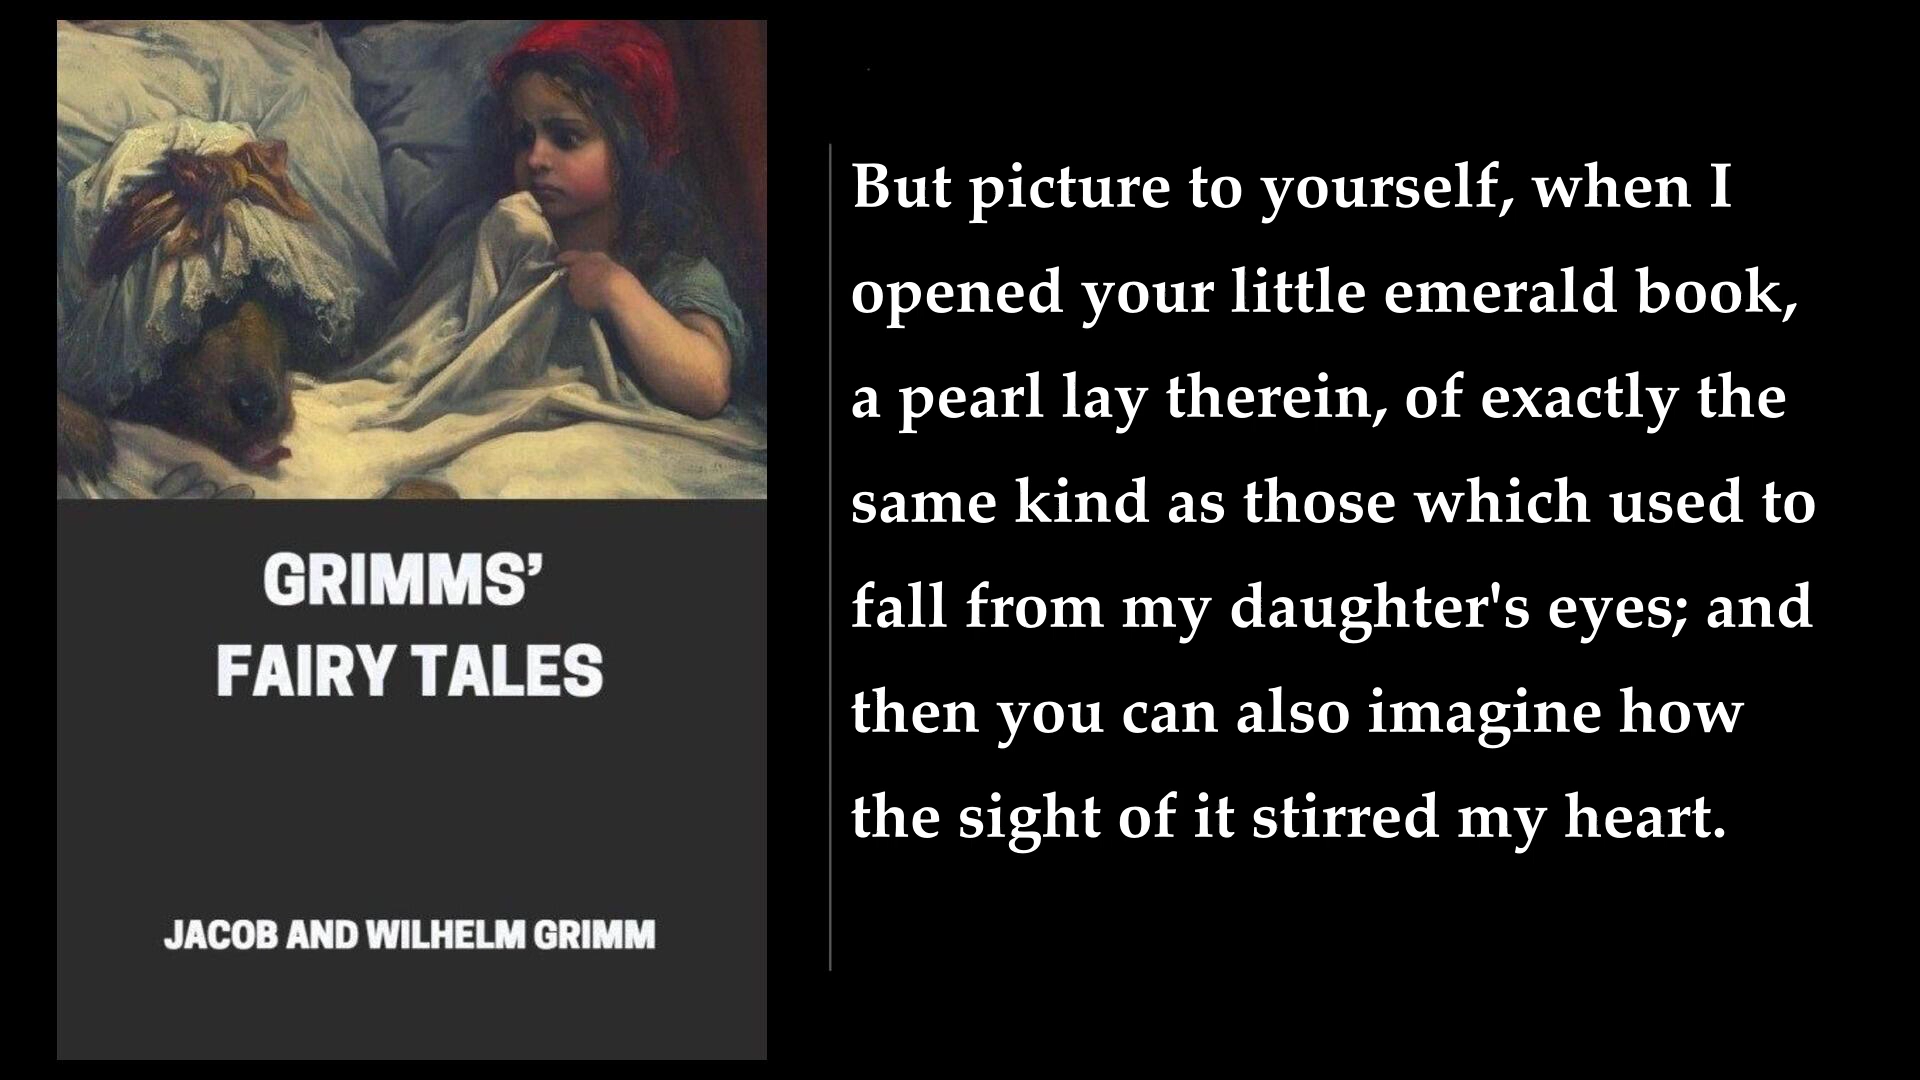 GRIMMS’
FAIRY TALES
JACOB AND WILHELM GRIMM
But picture to yourself, when I
opened your little emerald book,
a pearl lay therein, of exactly the
same kind as those which used to
fall from my daughter's eyes; and
then you can also imagine how
the sight of it stirred my heart.